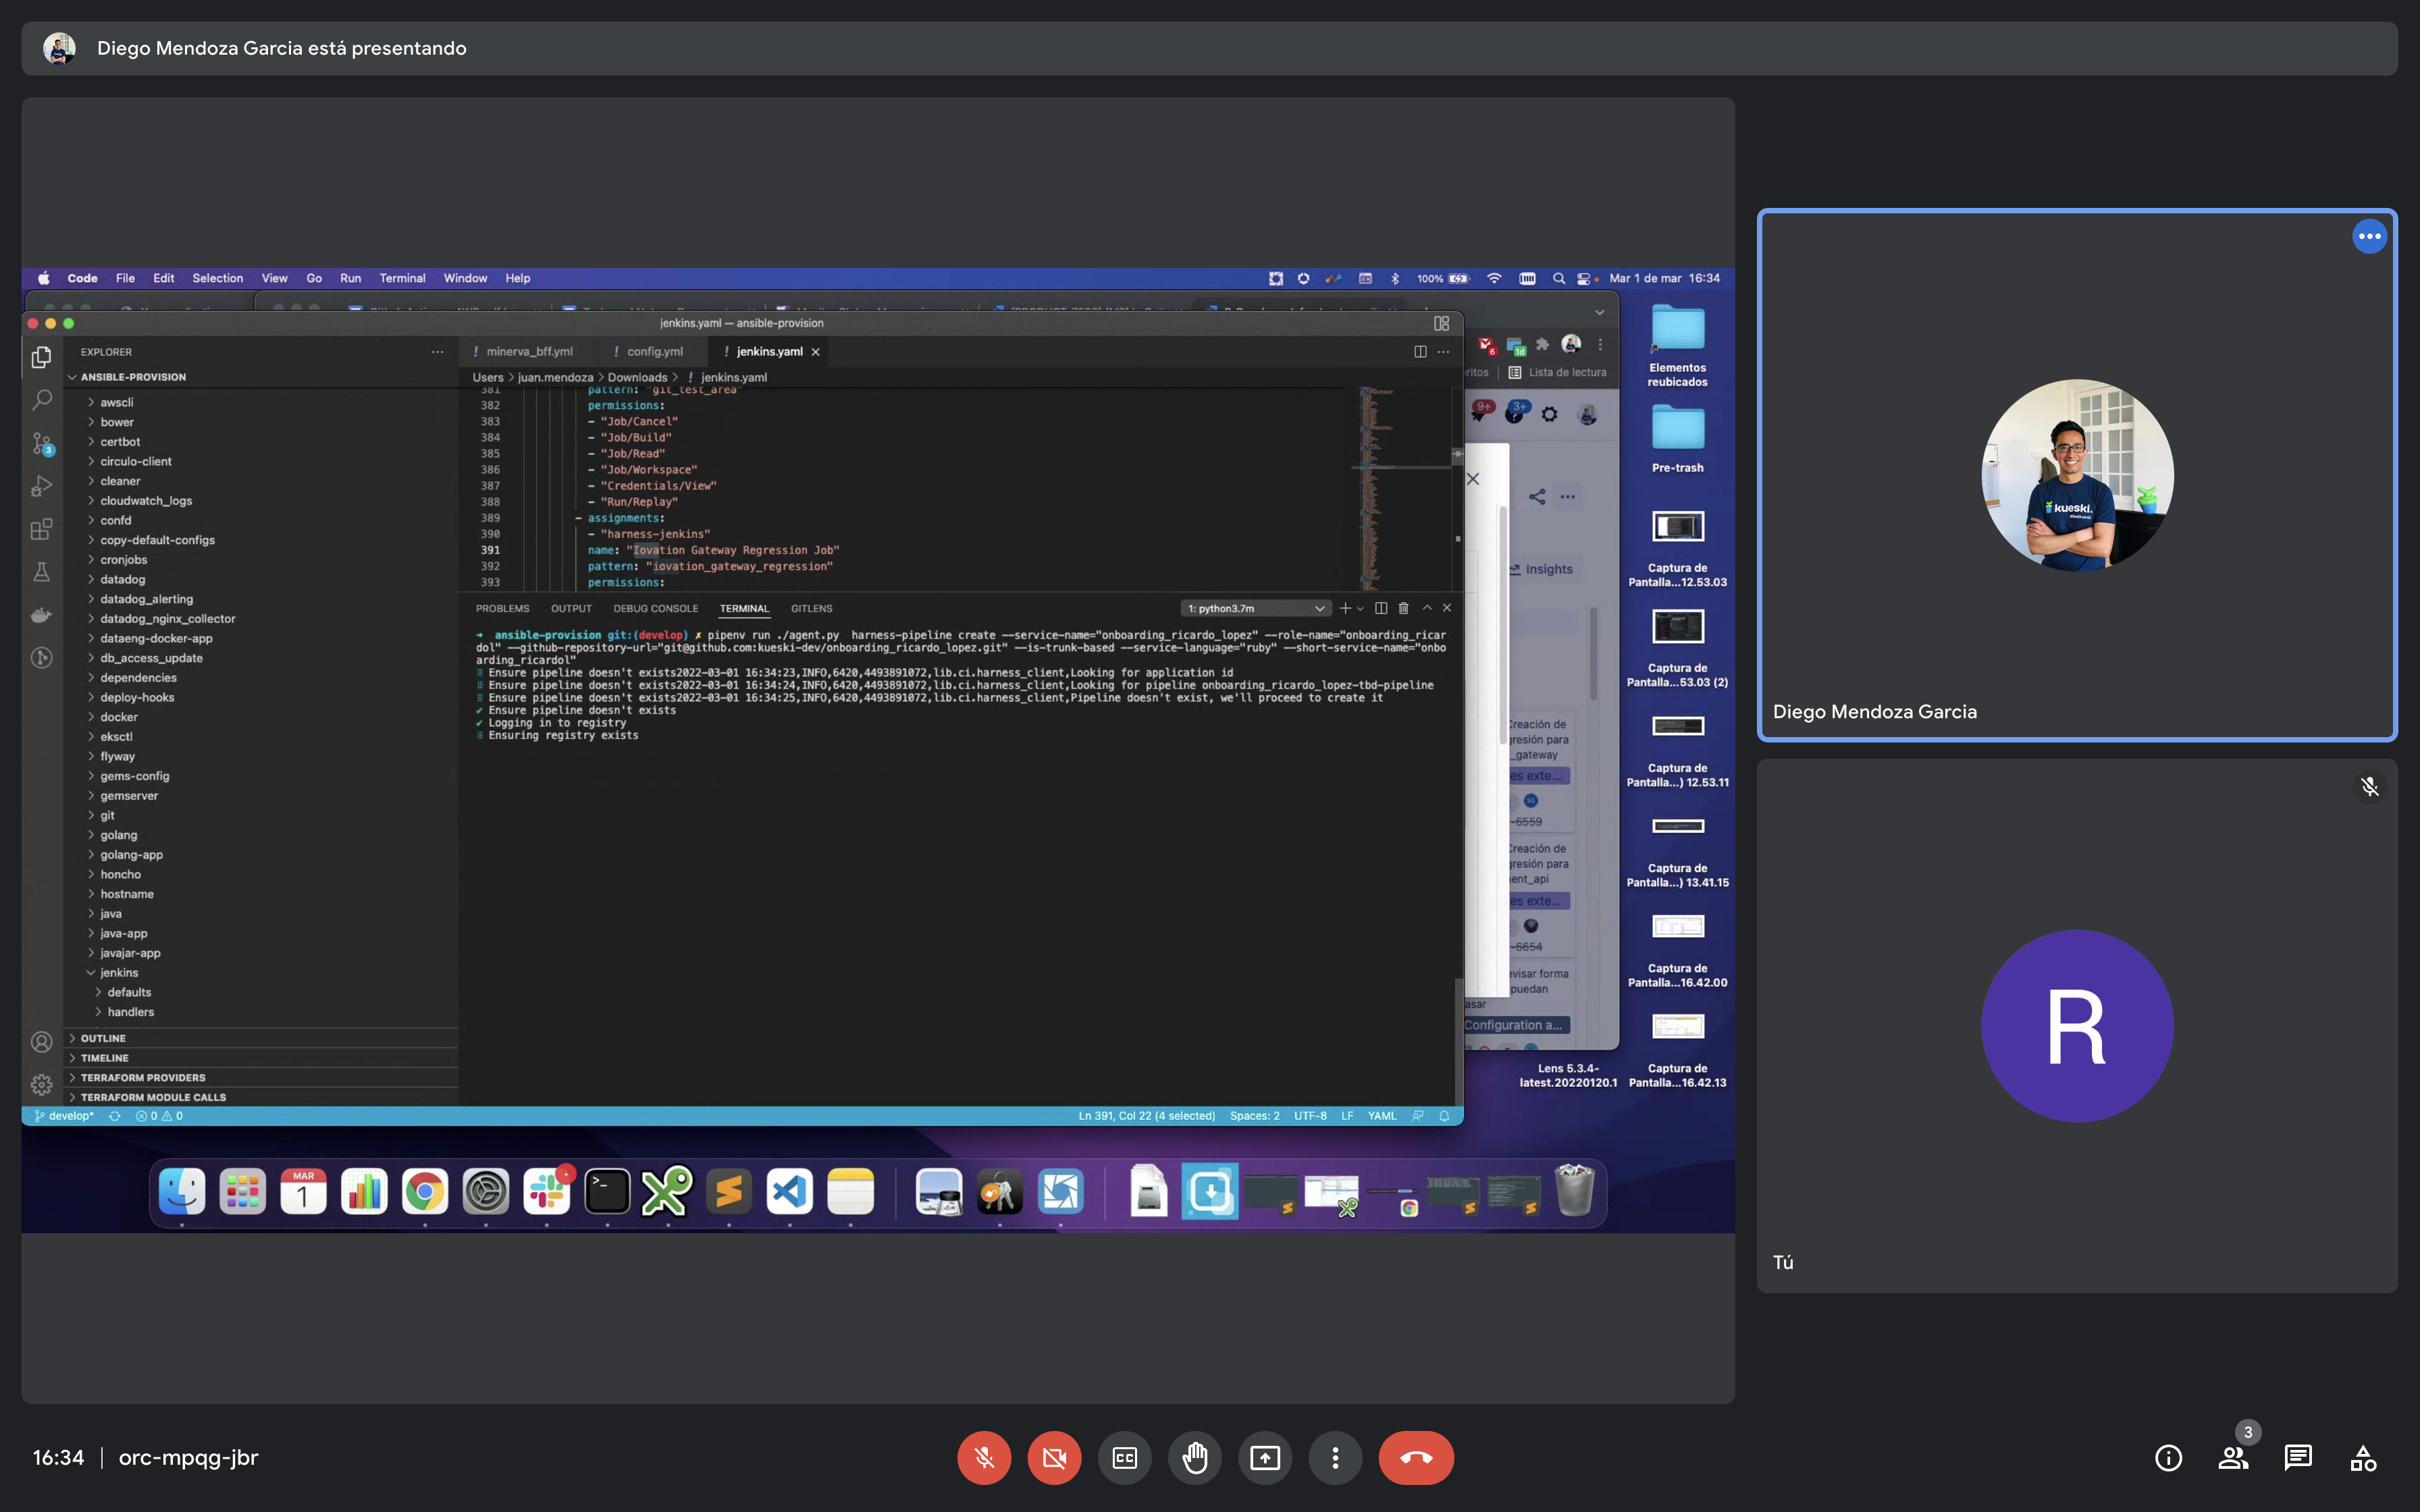 Diego Mendoza Garcia está presentando
Code File Edit Selection View Go Run Terminal Window Help
100% Mar 1 de mar 16:34
jenkins.yaml — ansible-provision
EXPLORER
ANSIBLE-PROVISION
awscli
bower
certbot
circulo-client
cleaner
cloudwatch_logs
confd
copy-default-configs
cronjobs
datadog
datadog_alerting
datadog_nginx_collector
dataeng-docker-app
db_access_update
dependencies
deploy-hooks
docker
eksctl
flyway
gems-config
gemserver
git
golang
golang-app
honcho
hostname
java
java-app
javajar-app
jenkins
defaults
handlers
OUTLINE
TIMELINE
TERRAFORM PROVIDERS
TERRAFORM MODULE CALLS
3
! minerva_bff.yml ! config.yml ! jenkins.yaml
Users > juan.mendoza > Downloads > ! jenkins.yaml
381 pattern: "git_test_area"
382 permissions:
383 - "Job/Cancel"
384 - "Job/Build"
385 - "Job/Read"
386 - "Job/Workspace"
387 - "Credentials/View"
388 - "Run/Replay"
389 - assignments:
390 - "harness-jenkins"
391 name: "Iovation Gateway Regression Job"
392 pattern: "iovation_gateway_regression"
393 permissions:
PROBLEMS OUTPUT DEBUG CONSOLE TERMINAL GITLENS
1: python3.7m
→ ansible-provision git:(develop) ✗ pipenv run ./agent.py harness-pipeline create --service-name="onboarding_ricardo_lopez" --role-name="onboarding_ricar
dol" --github-repository-url="git@github.com:kueski-dev/onboarding_ricardo_lopez.git" --is-trunk-based --service-language="ruby" --short-service-name="onbo
arding_ricardol"
Ensure pipeline doesn't exists2022-03-01 16:34:23,INFO,6420,4493891072,lib.ci.harness_client,Looking for application id
Ensure pipeline doesn't exists2022-03-01 16:34:24,INFO,6420,4493891072,lib.ci.harness_client,Looking for pipeline onboarding_ricardo_lopez-tbd-pipeline
Ensure pipeline doesn't exists2022-03-01 16:34:25,INFO,6420,4493891072,lib.ci.harness_client,Pipeline doesn't exist, we'll proceed to create it
✔ Ensure pipeline doesn't exists
✔ Logging in to registry
Ensuring registry exists
develop* 0 0
Ln 391, Col 22 (4 selected) Spaces: 2 UTF-8 LF YAML
6
1d
ritos Lista de lectura
9+
3+
Insights
Creación de
gresión para
_gateway
es exte...
SG
-6559
Creación de
gresión para
ent_api
es exte...
-6654
evisar forma
puedan
asar
Configuration a...
Elementos
reubicados
Pre-trash
Captura de
Pantalla...12.53.03
Captura de
Pantalla...53.03 (2)
Captura de
Pantalla...) 12.53.11
Captura de
Pantalla...) 13.41.15
Captura de
Pantalla...16.42.00
Captura de
Pantalla...16.42.13
Lens 5.3.4-
latest.20220120.1
MAR
1
kueski.
Diego Mendoza Garcia
R
Tú
16:34 | orc-mpqg-jbr
CC
3